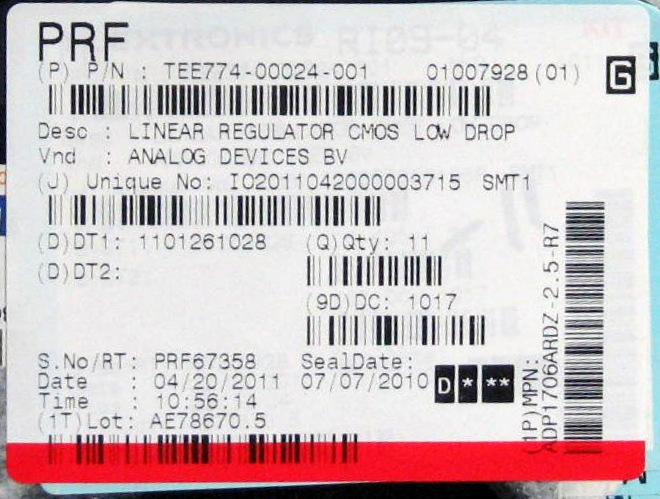 PRF
(P) P/N : TEE774-00024-001 01007928(01)
G
Desc : LINEAR REGULATOR CMOS LOW DROP
Vnd : ANALOG DEVICES BV
(J) Unique No: IO2011042000003715 SMT1
(D)DT1: 1101261028 (Q)Qty: 11
(D)DT2:
(9D)DC: 1017
S.No/RT: PRF67358 SealDate:
Date : 04/20/2011 07/07/2010 D * **
Time : 10:56:14
(1T)Lot: AE78670.5
(1P)MPN:
ADP1706ARDZ-2.5-R7